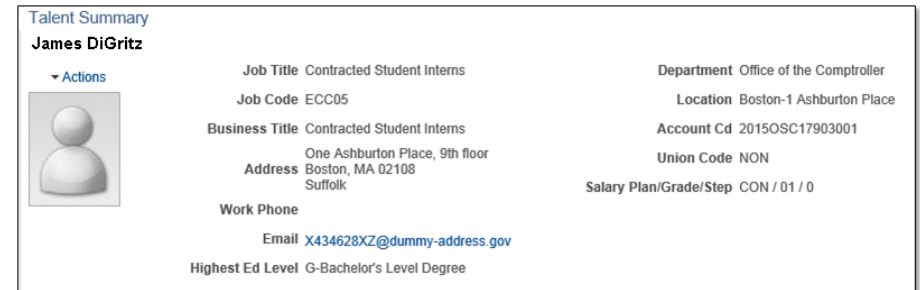 Talent Summary
James DiGritz
Actions
Job Title Contracted Student Interns
Job Code ECC05
Business Title Contracted Student Interns
Address One Ashburton Place, 9th floor
Boston, MA 02108
Suffolk
Work Phone
Email X434628XZ@dummy-address.gov
Highest Ed Level G-Bachelor's Level Degree
Department Office of the Comptroller
Location Boston-1 Ashburton Place
Account Cd 2015OSC17903001
Union Code NON
Salary Plan/Grade/Step CON / 01 / 0